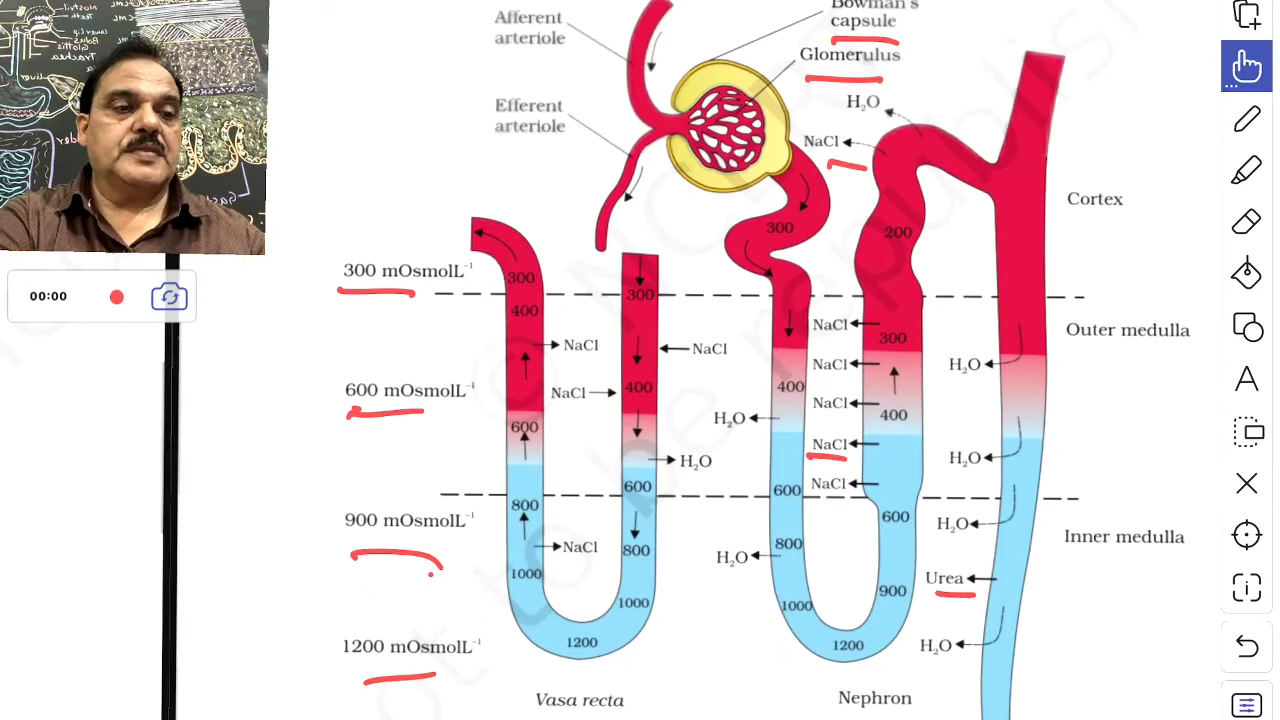 Bowman's
capsule
Glomerulus
Afferent
arteriole
Efferent
arteriole
H₂O
NaCl
Cortex
300
200
300 mOsmolL⁻¹
300
300
400
Outer medulla
NaCl
NaCl
NaCl
300
NaCl
H₂O
600 mOsmolL⁻¹
NaCl
400
400
NaCl
400
600
H₂O
NaCl
H₂O
H₂O
600
600
NaCl
800
900 mOsmolL⁻¹
600
H₂O
Inner medulla
NaCl
800
800
H₂O
1000
Urea
900
1000
1000
1200 mOsmolL⁻¹
1200
1200
H₂O
Vasa recta
Nephron
00:00
A